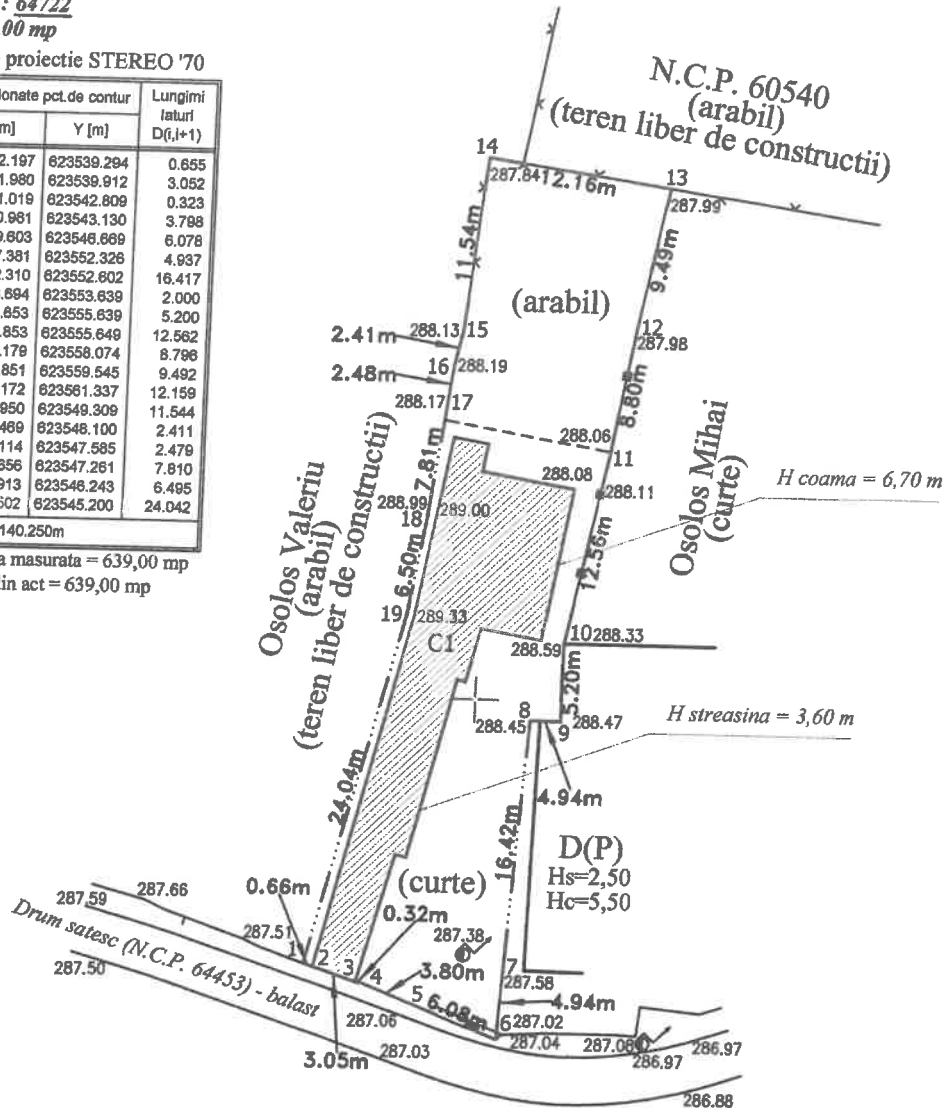 : 64722
00 mp
proiectie STEREO '70
onate pct.de contur
Lungimi laturi D(i,i+1)
m]
Y [m]
2.197 623539.294 0.655
1.980 623539.912 3.052
1.019 623542.809 0.323
0.961 623543.130 3.798
9.603 623546.669 6.078
7.381 623552.326 4.937
2.310 623552.602 16.417
.694 623553.639 2.000
.653 623555.639 5.200
.853 623555.649 12.562
.179 623558.074 8.796
851 623559.545 9.492
172 623561.337 12.159
950 623549.309 11.544
469 623548.100 2.411
114 623547.585 2.479
656 623547.261 7.810
913 623546.243 6.495
502 623545.200 24.042
140.250m
a masurata = 639,00 mp
in act = 639,00 mp
N.C.P. 60540
(arabil)
(teren liber de constructii)
14
287.84
12.16m
13
287.99
11.54m
9.49m
(arabil)
12
287.98
2.41m
288.13
15
16
288.19
2.48m
8.80m
288.17
17
288.06
11
288.08
288.11
7.81m
288.99
18
289.00
H coama = 6,70 m
Osolos Mihai
(curte)
Osolos Valeriu
(arabil)
(teren liber de constructii)
6.50m
12.56m
19
289.33
C1
10
288.33
288.59
5.20m
8
288.45
9
288.47
H streasina = 3,60 m
24.04m
4.94m
16.42m
D(P)
Hs=2,50
Hc=5,50
(curte)
0.66m
0.32m
287.59
287.66
287.51
287.38
Drum satesc (N.C.P. 64453) - balast
1
2
3
4
3.80m
5
6.08m
7
287.58
4.94m
287.50
6
287.02
287.06
287.04
287.06
286.97
286.97
3.05m
287.03
286.88